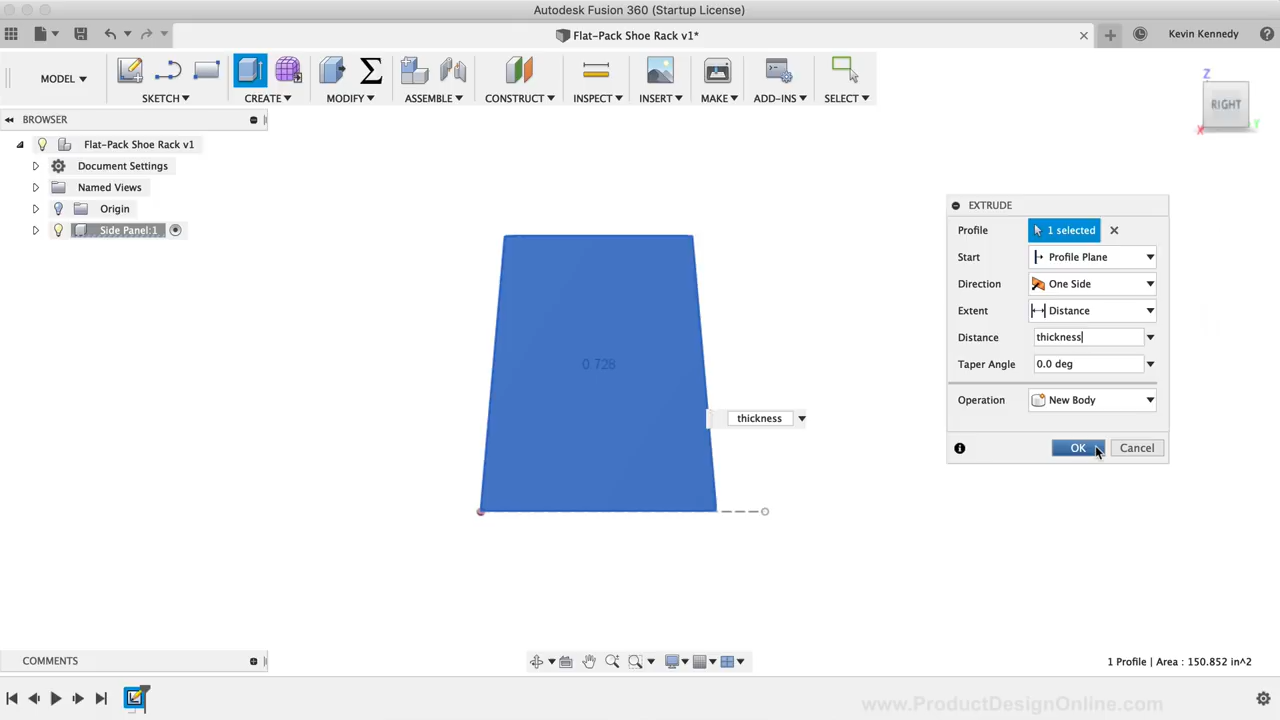 Autodesk Fusion 360 (Startup License)
Flat-Pack Shoe Rack v1*
Kevin Kennedy
MODEL
SKETCH
CREATE
MODIFY
ASSEMBLE
CONSTRUCT
INSPECT
INSERT
MAKE
ADD-INS
SELECT
Z
RIGHT
X
Y
BROWSER
Flat-Pack Shoe Rack v1
Document Settings
Named Views
Origin
Side Panel:1
EXTRUDE
Profile
1 selected
Start
Profile Plane
Direction
One Side
Extent
Distance
Distance
thickness
Taper Angle
0.0 deg
Operation
New Body
OK
Cancel
0.728
thickness
COMMENTS
1 Profile | Area : 150.852 in^2
www.ProductDesignOnline.com